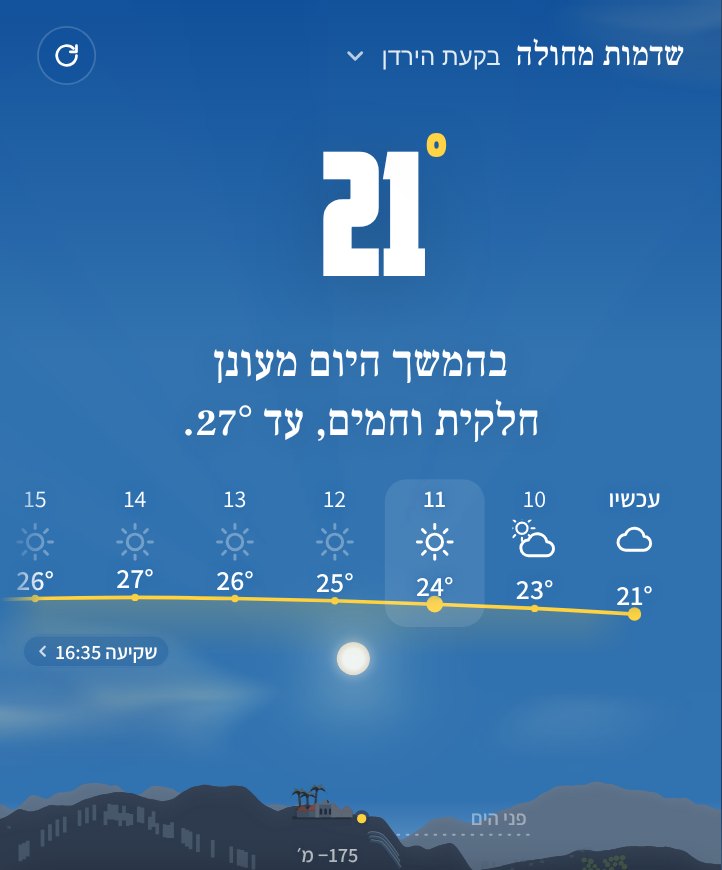 שדמות מחולה בקעת הירדן
21°
בהמשך היום מעונן
חלקית וחמים, עד 27°.
עכשיו 10 11 12 13 14 15
21° 23° 24° 25° 26° 27° 26°
שקיעה 16:35
פני הים
−175 מ׳